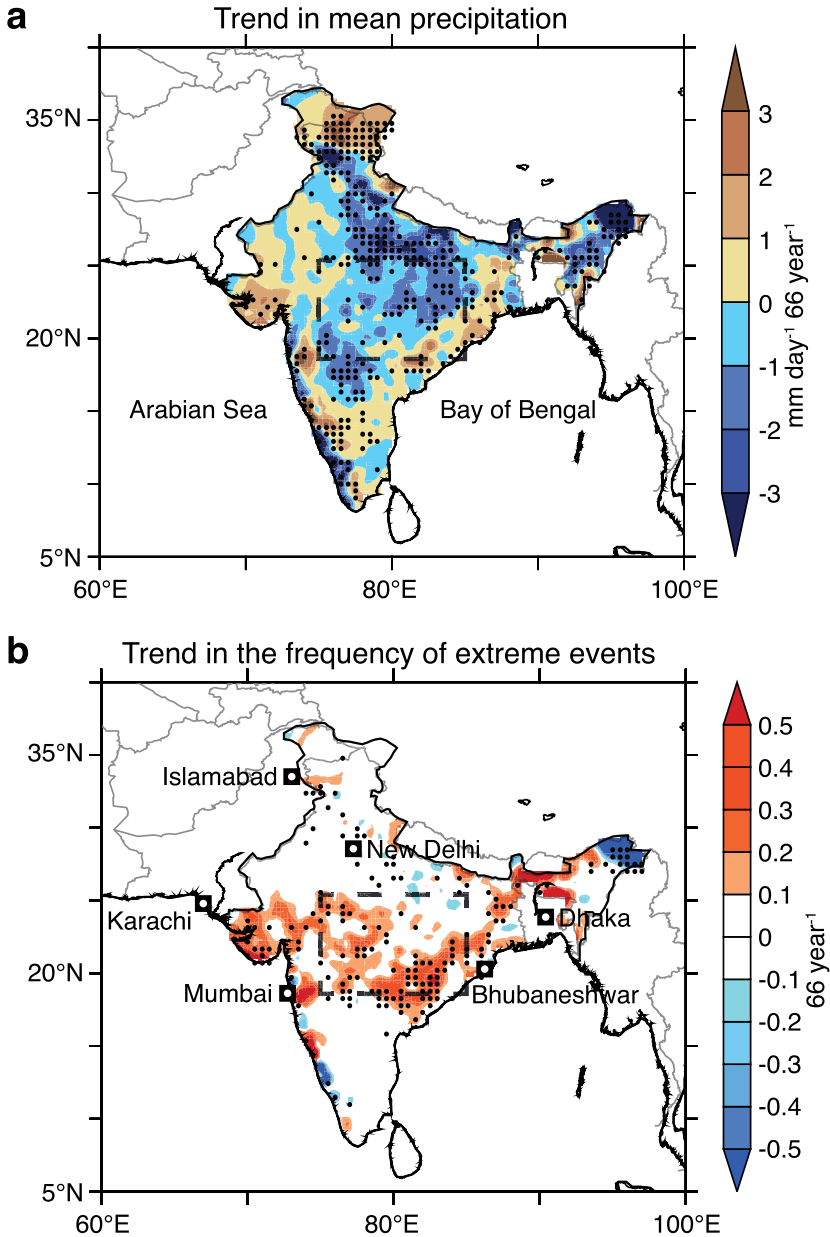 a
Trend in mean precipitation
35°N
20°N
5°N
60°E
80°E
100°E
Arabian Sea
Bay of Bengal
3
2
1
0
-1
-2
-3
mm day⁻¹ 66 year⁻¹
b
Trend in the frequency of extreme events
35°N
20°N
5°N
60°E
80°E
100°E
Islamabad
New Delhi
Karachi
Dhaka
Mumbai
Bhubaneshwar
0.5
0.4
0.3
0.2
0.1
0
-0.1
-0.2
-0.3
-0.4
-0.5
66 year⁻¹